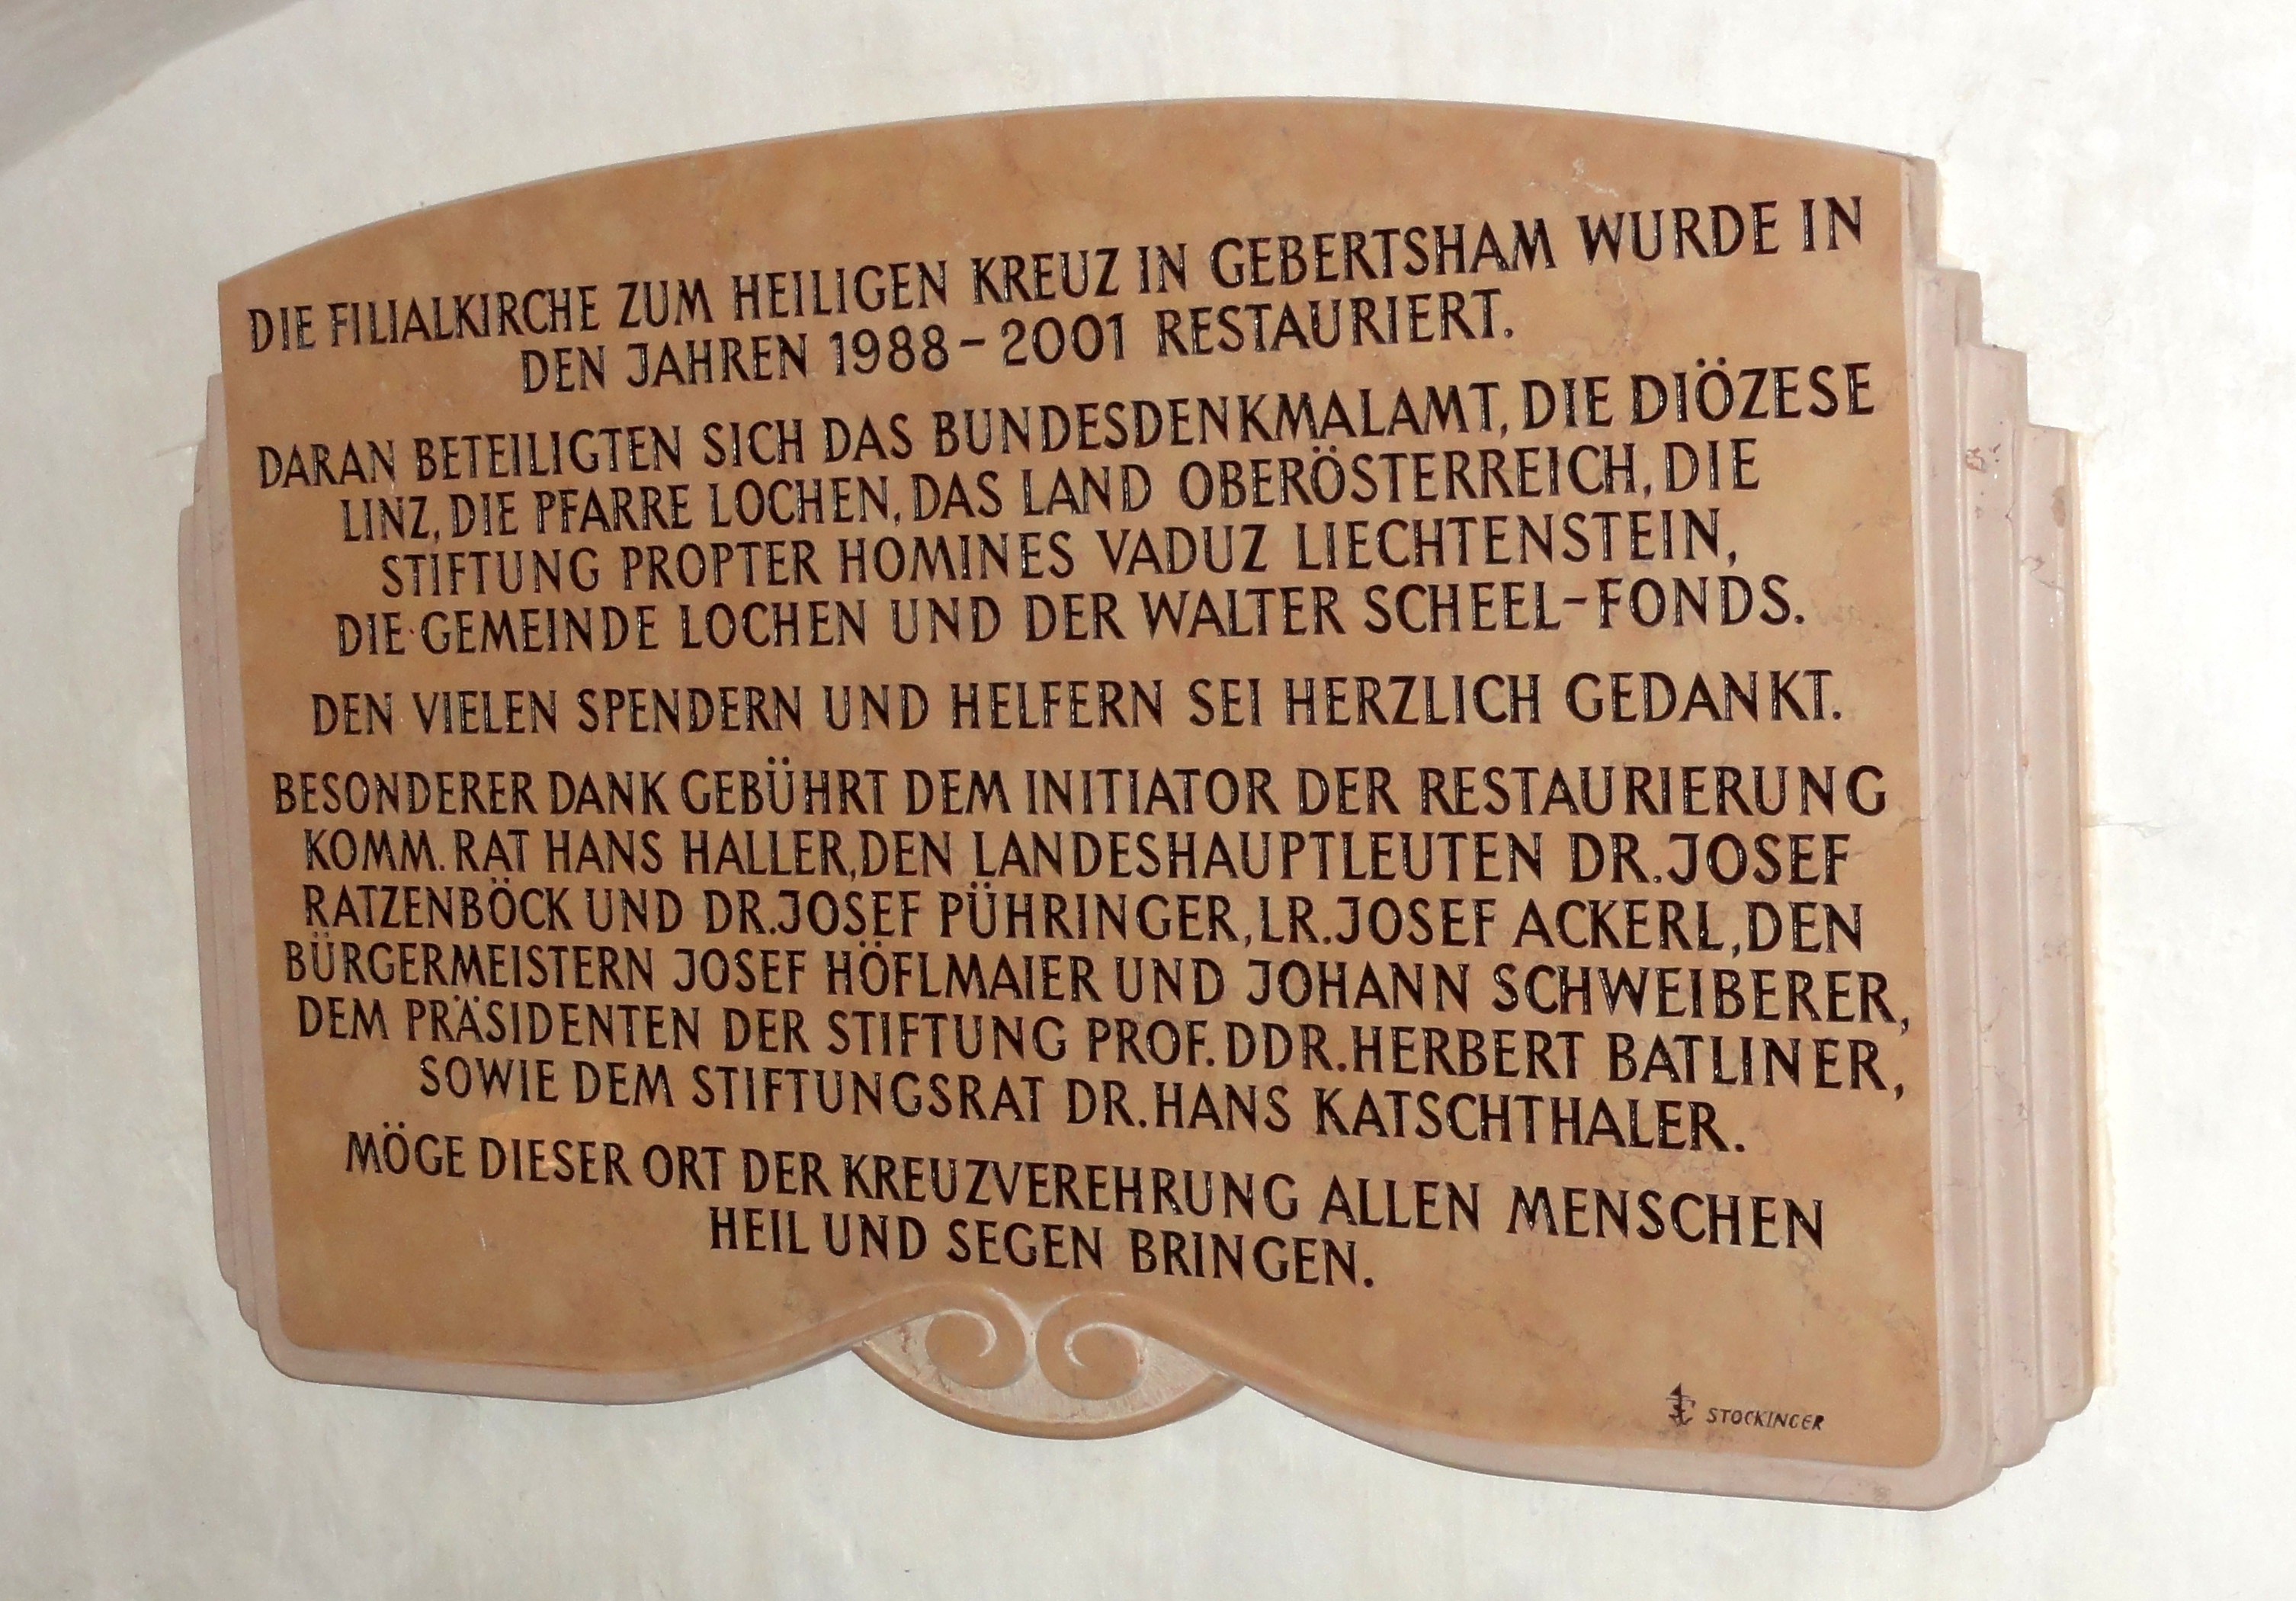 DIE FILIALKIRCHE ZUM HEILIGEN KREUZ IN GEBERTSHAM WURDE IN
DEN JAHREN 1988 – 2001 RESTAURIERT.
DARAN BETEILIGTEN SICH DAS BUNDESDENKMALAMT, DIE DIÖZESE
LINZ, DIE PFARRE LOCHEN, DAS LAND OBERÖSTERREICH, DIE
STIFTUNG PROPTER HOMINES VADUZ LIECHTENSTEIN,
DIE GEMEINDE LOCHEN UND DER WALTER SCHEEL-FONDS.
DEN VIELEN SPENDERN UND HELFERN SEI HERZLICH GEDANKT.
BESONDERER DANK GEBÜHRT DEM INITIATOR DER RESTAURIERUNG
KOMM. RAT HANS HALLER, DEN LANDESHAUPTLEUTEN DR. JOSEF
RATZENBÖCK UND DR. JOSEF PÜHRINGER, LR. JOSEF ACKERL, DEN
BÜRGERMEISTERN JOSEF HÖFLMAIER UND JOHANN SCHWEIBERER,
DEM PRÄSIDENTEN DER STIFTUNG PROF. DDR. HERBERT BATLINER,
SOWIE DEM STIFTUNGSRAT DR. HANS KATSCHTHALER.
MÖGE DIESER ORT DER KREUZVEREHRUNG ALLEN MENSCHEN
HEIL UND SEGEN BRINGEN.
STOCKINGER